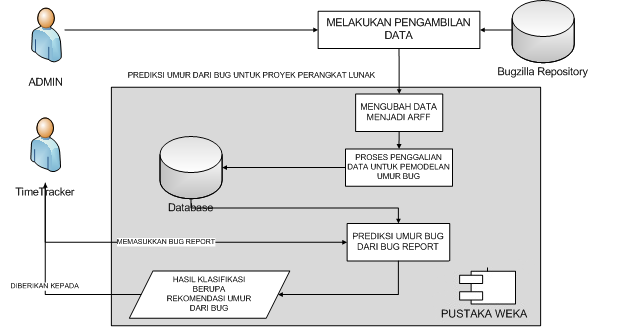 MELAKUKAN PENGAMBILAN
DATA
ADMIN
Bugzilla Repository
PREDIKSI UMUR DARI BUG UNTUK PROYEK PERANGKAT LUNAK
MENGUBAH DATA
MENJADI ARFF
PROSES PENGGALIAN
DATA UNTUK PEMODELAN
UMUR BUG
TimeTracker
Database
MEMASUKKAN BUG REPORT
PREDIKSI UMUR BUG
DARI BUG REPORT
DIBERIKAN KEPADA
HASIL KLASIFIKASI
BERUPA
REKOMENDASI UMUR
DARI BUG
PUSTAKA WEKA